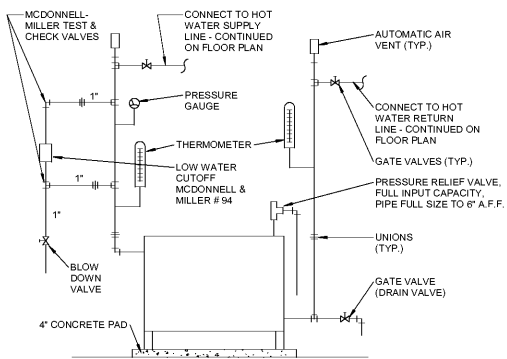 MCDONNELL-
MILLER TEST &
CHECK VALVES
CONNECT TO HOT
WATER SUPPLY
LINE - CONTINUED
ON FLOOR PLAN
AUTOMATIC AIR
VENT (TYP.)
1"
PRESSURE
GAUGE
CONNECT TO HOT
WATER RETURN
LINE - CONTINUED ON
FLOOR PLAN
THERMOMETER
GATE VALVES (TYP.)
LOW WATER
CUTOFF
MCDONNELL &
MILLER # 94
1"
PRESSURE RELIEF VALVE,
FULL INPUT CAPACITY,
PIPE FULL SIZE TO 6" A.F.F.
1"
UNIONS
(TYP.)
BLOW
DOWN
VALVE
GATE VALVE
(DRAIN VALVE)
4" CONCRETE PAD